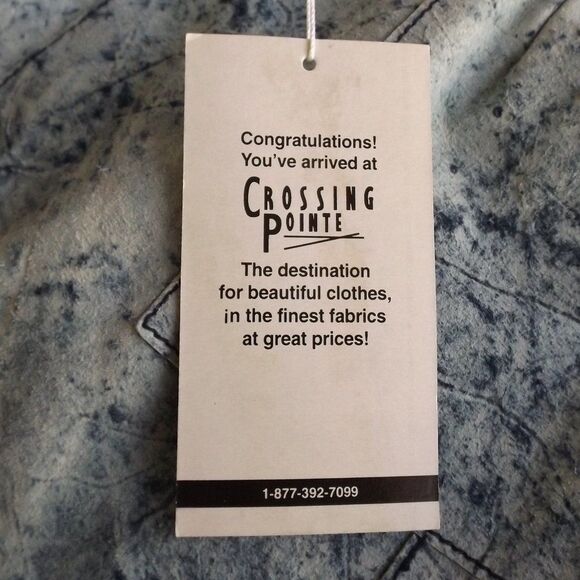 Congratulations!
You've arrived at
CROSSING
POINTE
The destination
for beautiful clothes,
in the finest fabrics
at great prices!
1-877-392-7099